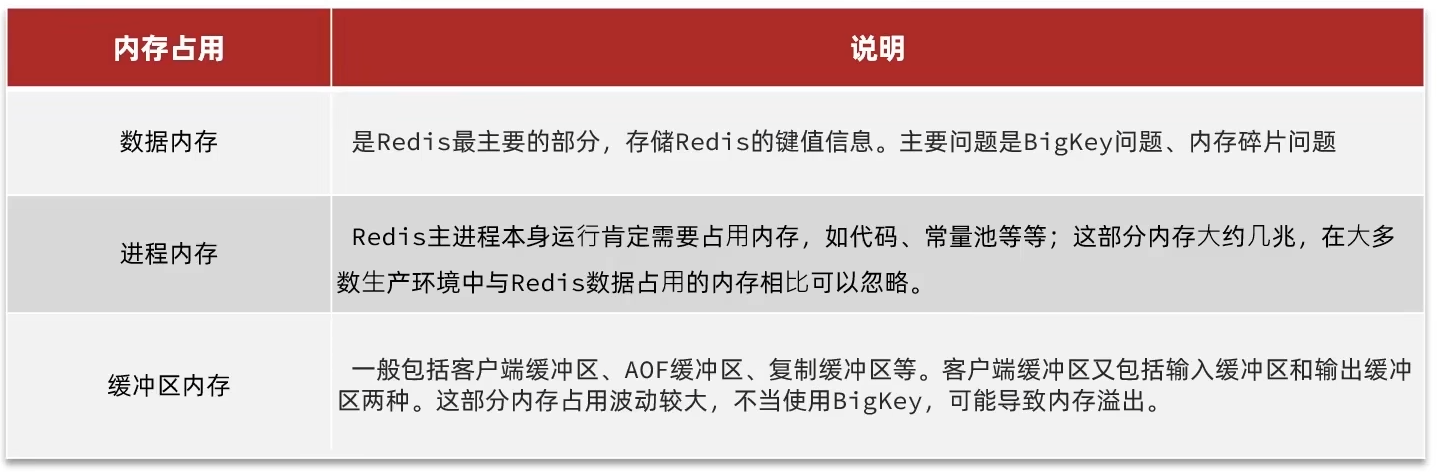 内存占用 说明
数据内存 是Redis最主要的部分，存储Redis的键值信息。主要问题是BigKey问题、内存碎片问题
进程内存
Redis主进程本身运行肯定需要占用内存，如代码、常量池等等；这部分内存大约几兆，在大多
数生产环境中与Redis数据占用的内存相比可以忽略。
缓冲区内存
一般包括客户端缓冲区、AOF缓冲区、复制缓冲区等。客户端缓冲区又包括输入缓冲区和输出缓冲
区两种。这部分内存占用波动较大，不当使用BigKey，可能导致内存溢出。